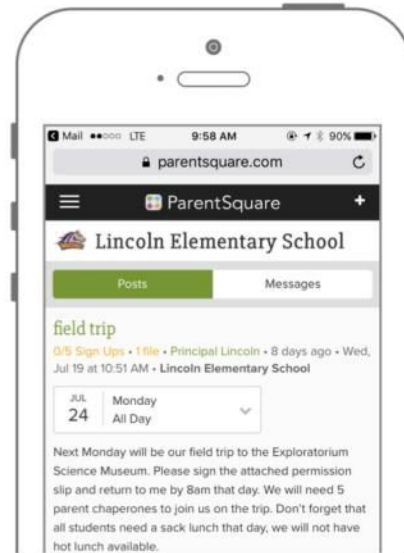 Mail ●●○○○ LTE 9:58 AM 90%
parentsquare.com
ParentSquare +
Lincoln Elementary School
Posts Messages
field trip
0/5 Sign Ups • 1 file • Principal Lincoln • 8 days ago • Wed,
Jul 19 at 10:51 AM • Lincoln Elementary School
JUL Monday
24 All Day
Next Monday will be our field trip to the Exploratorium
Science Museum. Please sign the attached permission
slip and return to me by 8am that day. We will need 5
parent chaperones to join us on the trip. Don't forget that
all students need a sack lunch that day, we will not have
hot lunch available.